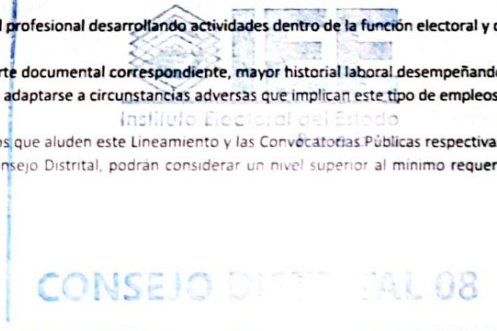 l profesional desarrollando actividades dentro de la función electoral y
rte documental correspondiente, mayor historial laboral desempeñand
adaptarse a circunstancias adversas que implican este tipo de empleos
Instituto Electoral del Estado
os que aluden este Lineamiento y las Convocatorias Públicas respectiva
nsejo Distrital, podrán considerar un nivel superior al mínimo requer
CONSEJO DISTRITAL 08